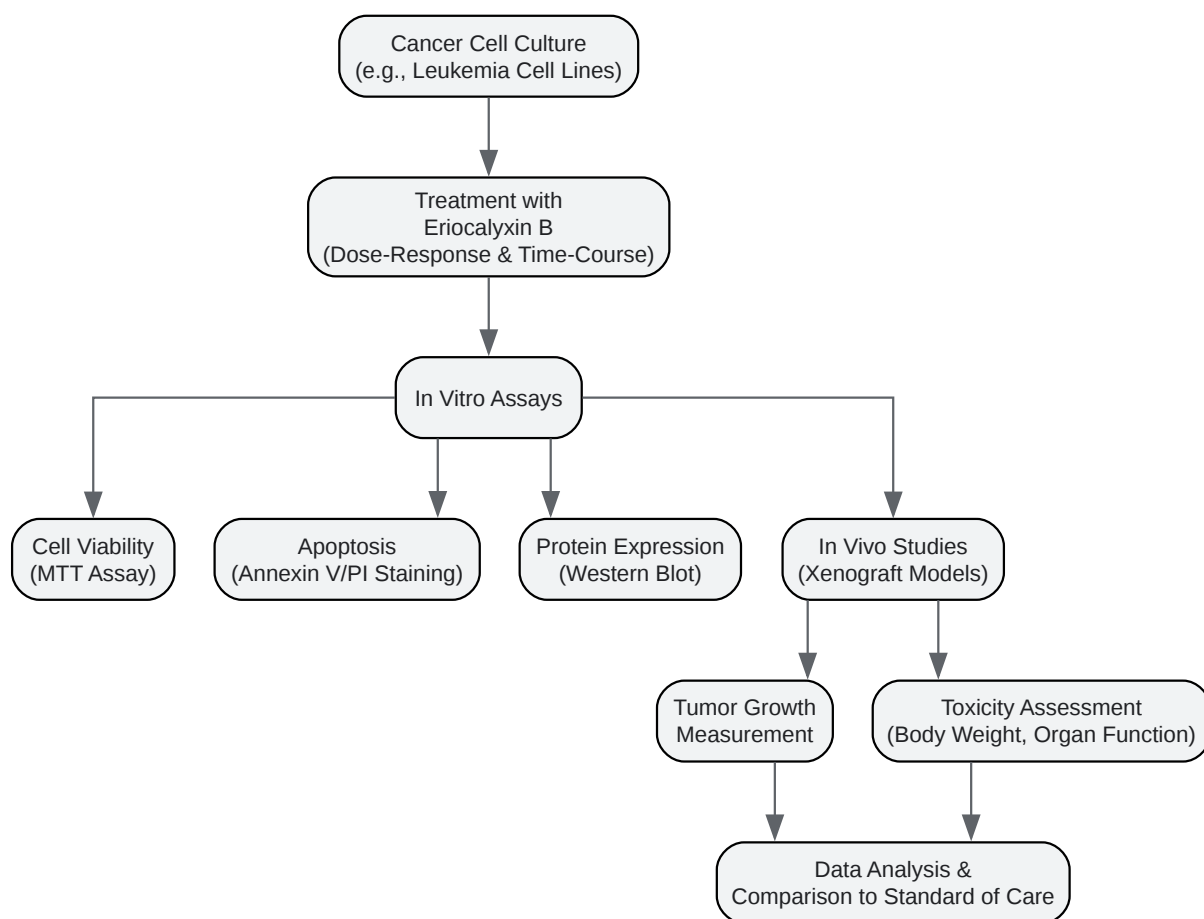 Cancer Cell Culture
(e.g., Leukemia Cell Lines)
Treatment with
Eriocalyxin B
(Dose-Response & Time-Course)
In Vitro Assays
Cell Viability
(MTT Assay)
Apoptosis
(Annexin V/PI Staining)
Protein Expression
(Western Blot)
In Vivo Studies
(Xenograft Models)
Tumor Growth
Measurement
Toxicity Assessment
(Body Weight, Organ Function)
Data Analysis &
Comparison to Standard of Care